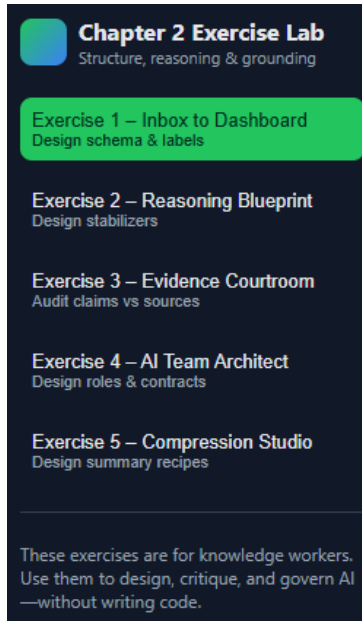 Chapter 2 Exercise Lab
Structure, reasoning & grounding
Exercise 1 – Inbox to Dashboard
Design schema & labels
Exercise 2 – Reasoning Blueprint
Design stabilizers
Exercise 3 – Evidence Courtroom
Audit claims vs sources
Exercise 4 – AI Team Architect
Design roles & contracts
Exercise 5 – Compression Studio
Design summary recipes
These exercises are for knowledge workers.
Use them to design, critique, and govern AI
—without writing code.